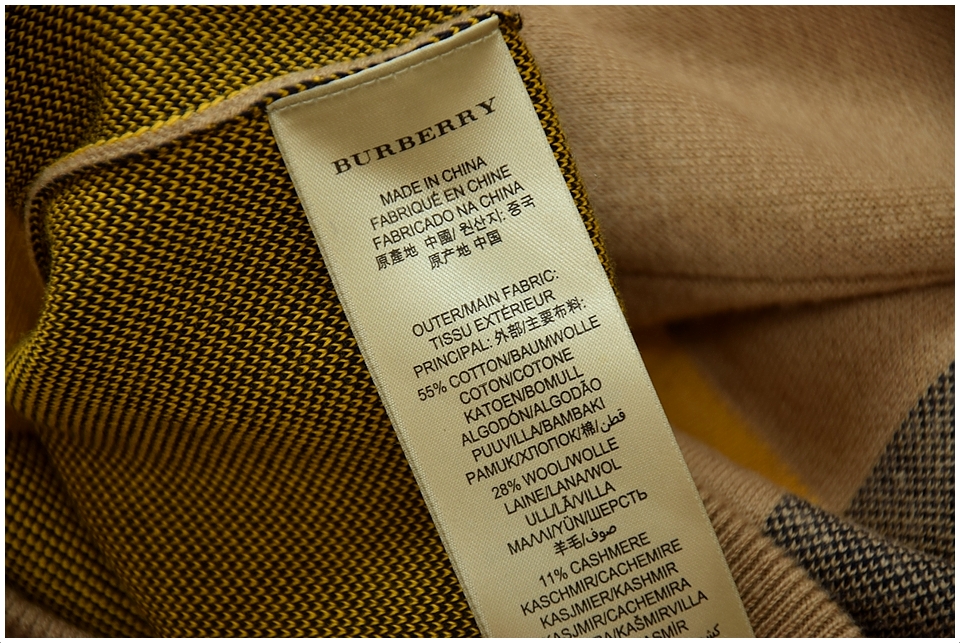 BURBERRY
MADE IN CHINA
FABRIQUÉ EN CHINE
FABRICADO NA CHINA
原產地 中國/ 원산지: 중국
原产地 中国
OUTER/MAIN FABRIC:
TISSU EXTÉRIEUR
PRINCIPAL: 外部/主要布料:
55% COTTON/BAUMWOLLE
COTON/COTONE
KATOEN/BOMULL
ALGODÓN/ALGODÃO
PUUVILLA/BAMBAKI
PAMUK/ХЛОПОК/棉/قطن
28% WOOL/WOLLE
LAINE/LANA/WOL
ULL/LÃ/VILLA
ΜΑΛΛΙ/YÜN/ШЕРСТЬ
羊毛/صوف
11% CASHMERE
KASCHMIR/CACHEMIRE
KASJMIER/KASHMIR
KASJMIR/CACHEMIRA
/KAŠMIRVILLA